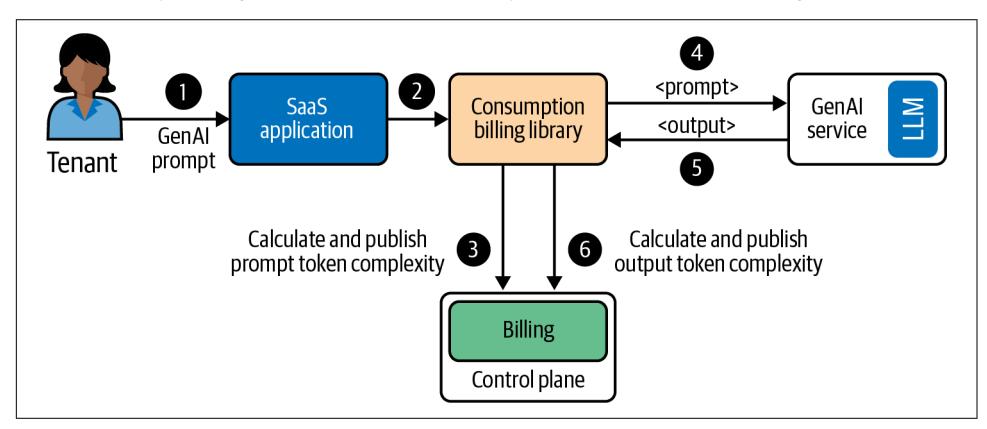 1
GenAI
prompt
Tenant
SaaS
application
2
Consumption
billing library
4
<prompt>
<output>
5
GenAI
service
LLM
Calculate and publish
prompt token complexity
3
6
Calculate and publish
output token complexity
Billing
Control plane